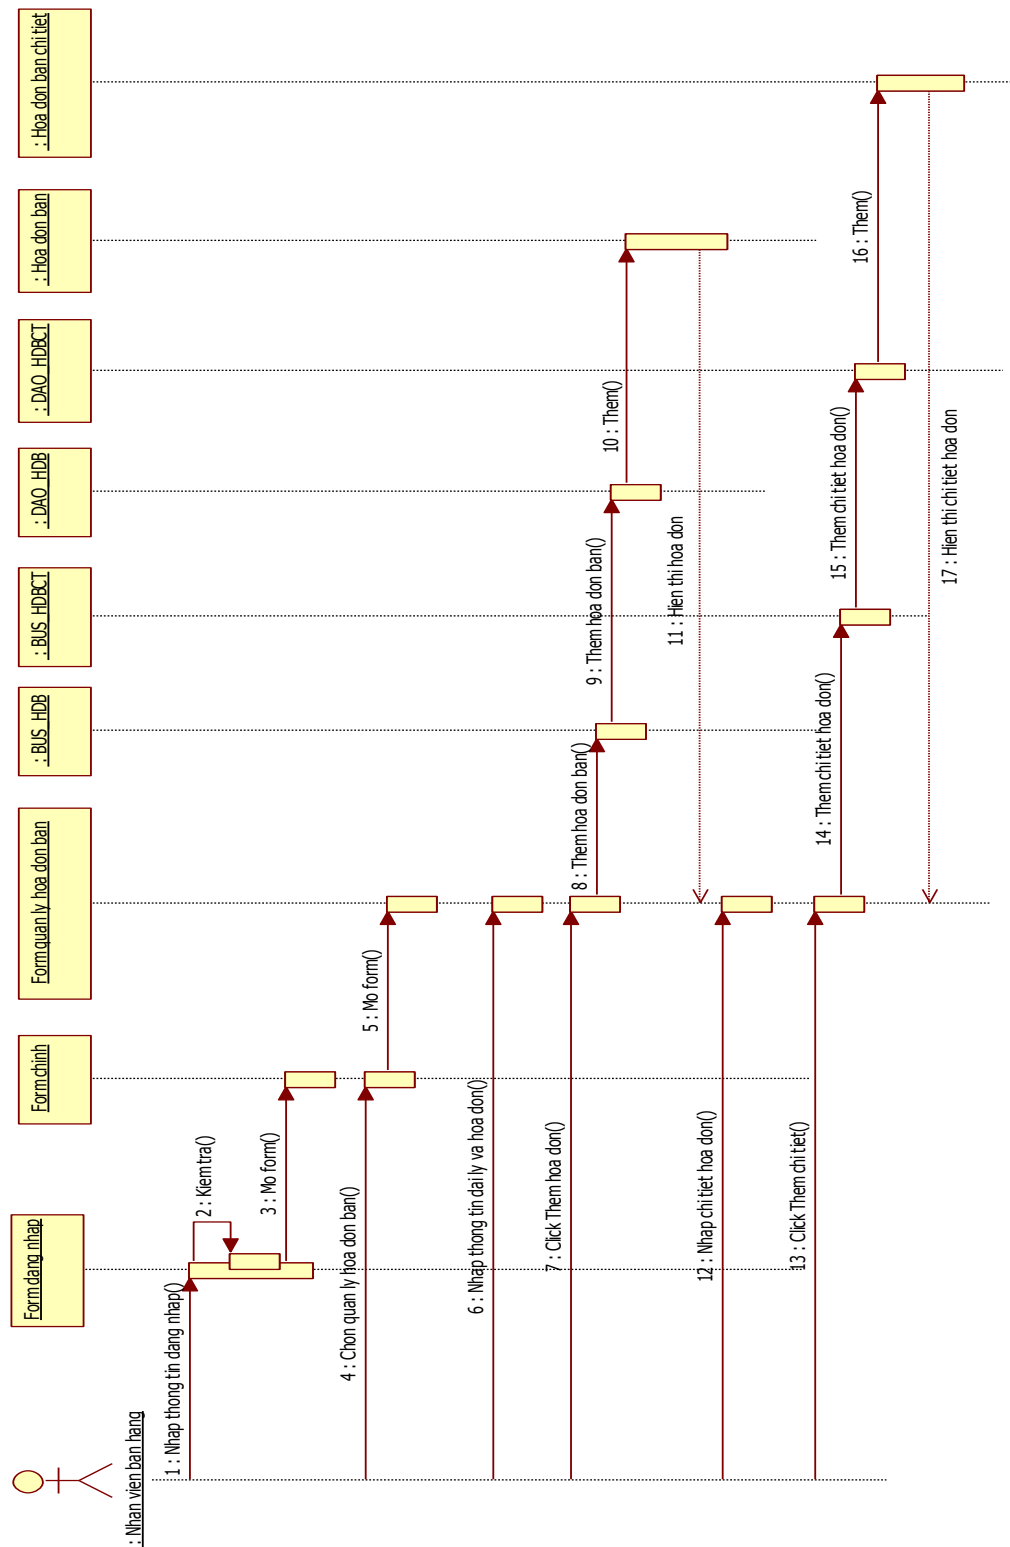 : Nhan vien ban hang
Form dang nhap
Form chinh
Form quan ly hoa don ban
: BUS_HDB
: BUS_HDBCT
: DAO_HDB
: DAO_HDBCT
: Hoa don ban
: Hoa don ban chi tiet
1 : Nhap thong tin dang nhap()
2 : Kiem tra()
3 : Mo form()
4 : Chon quan ly hoa don ban()
5 : Mo form()
6 : Nhap thong tin dai ly va hoa don()
7 : Click Them hoa don()
8 : Them hoa don ban()
9 : Them hoa don ban()
10 : Them()
11 : Hien thi hoa don
12 : Nhap chi tiet hoa don()
13 : Click Them chi tiet()
14 : Them chi tiet hoa don()
15 : Them chi tiet hoa don()
16 : Them()
17 : Hien thi chi tiet hoa don